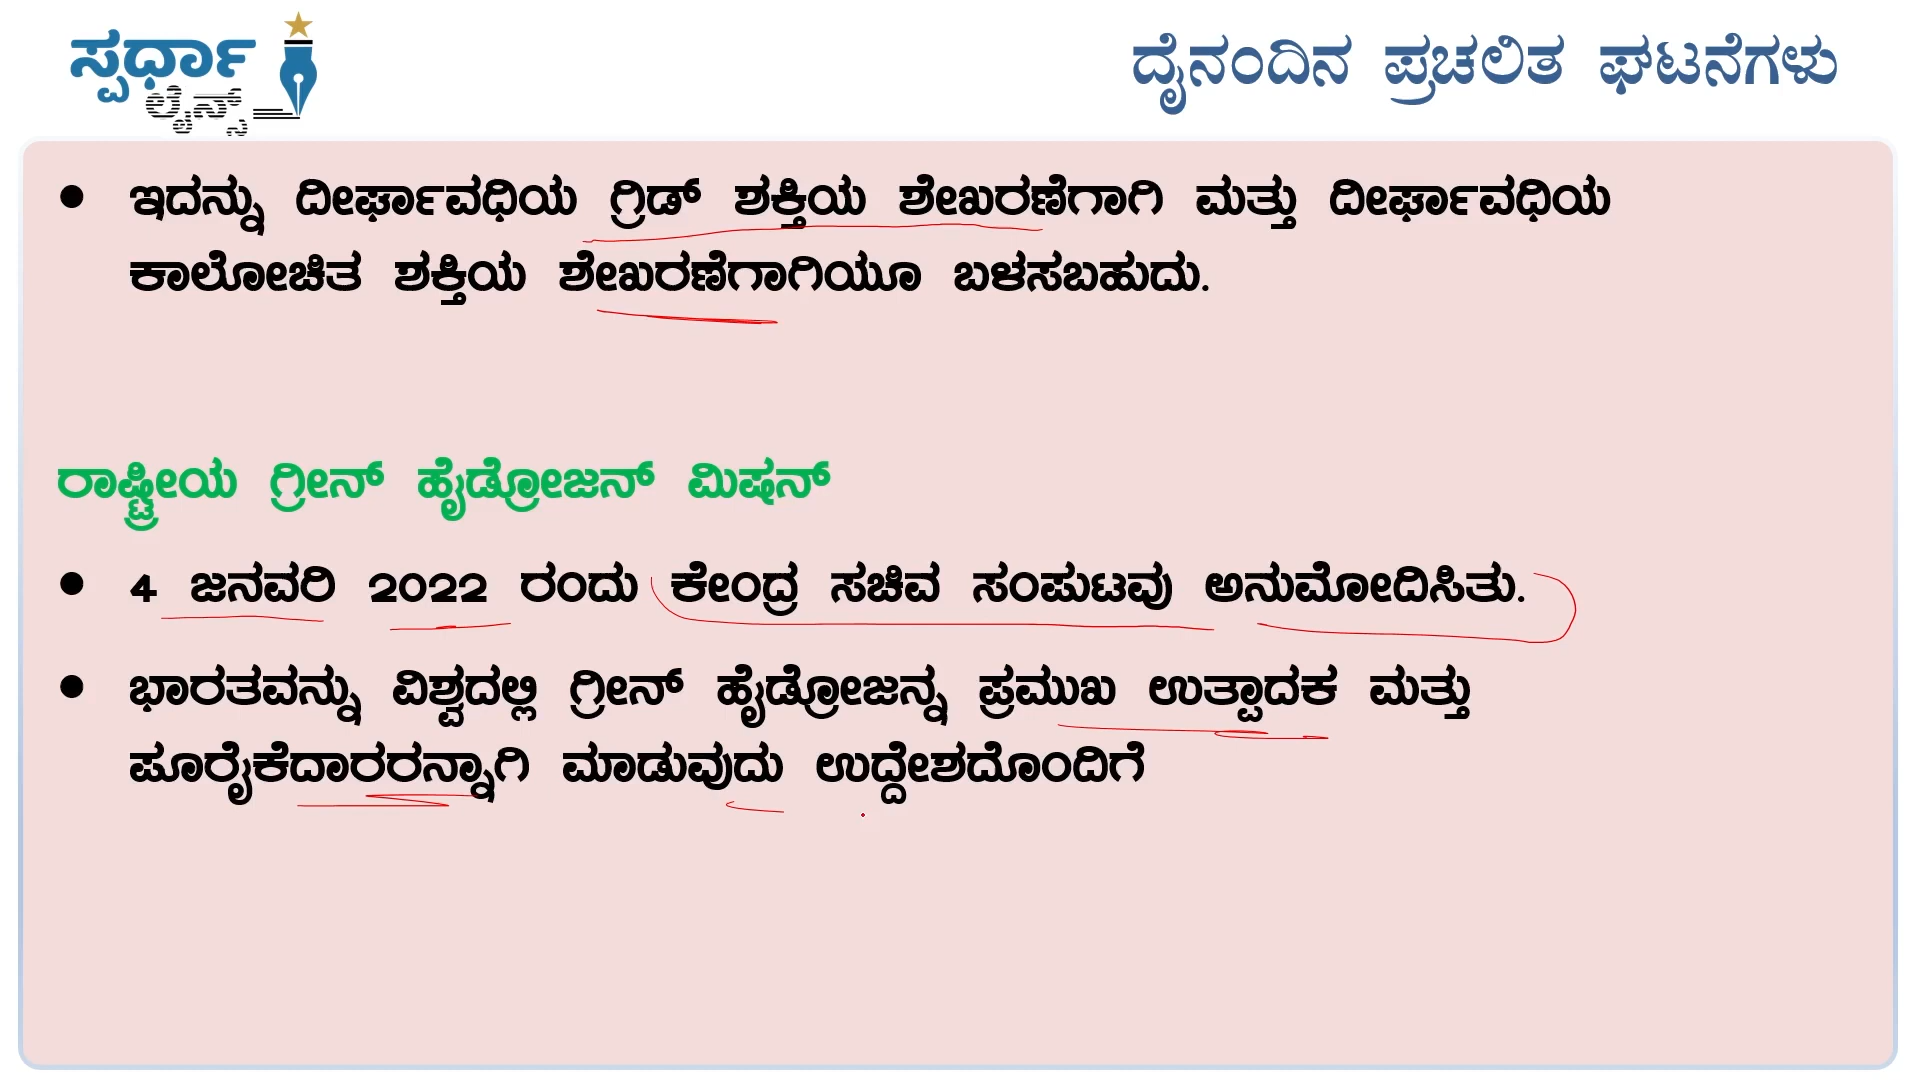 ಸ್ಪರ್ಧಾ
ಲೈನ್ಸ್
ದೈನಂದಿನ ಪ್ರಚಲಿತ ಘಟನೆಗಳು
• ಇದನ್ನು ದೀರ್ಘಾವಧಿಯ ಗ್ರಿಡ್ ಶಕ್ತಿಯ ಶೇಖರಣೆಗಾಗಿ ಮತ್ತು ದೀರ್ಘಾವಧಿಯ
ಕಾಲೋಚಿತ ಶಕ್ತಿಯ ಶೇಖರಣೆಗಾಗಿಯೂ ಬಳಸಬಹುದು.
ರಾಷ್ಟ್ರೀಯ ಗ್ರೀನ್ ಹೈಡ್ರೋಜನ್ ಮಿಷನ್
• 4 ಜನವರಿ 2022 ರಂದು ಕೇಂದ್ರ ಸಚಿವ ಸಂಪುಟವು ಅನುಮೋದಿಸಿತು.
• ಭಾರತವನ್ನು ವಿಶ್ವದಲ್ಲಿ ಗ್ರೀನ್ ಹೈಡ್ರೋಜನ್ನ ಪ್ರಮುಖ ಉತ್ಪಾದಕ ಮತ್ತು
ಪೂರೈಕೆದಾರರನ್ನಾಗಿ ಮಾಡುವುದು ಉದ್ದೇಶದೊಂದಿಗೆ